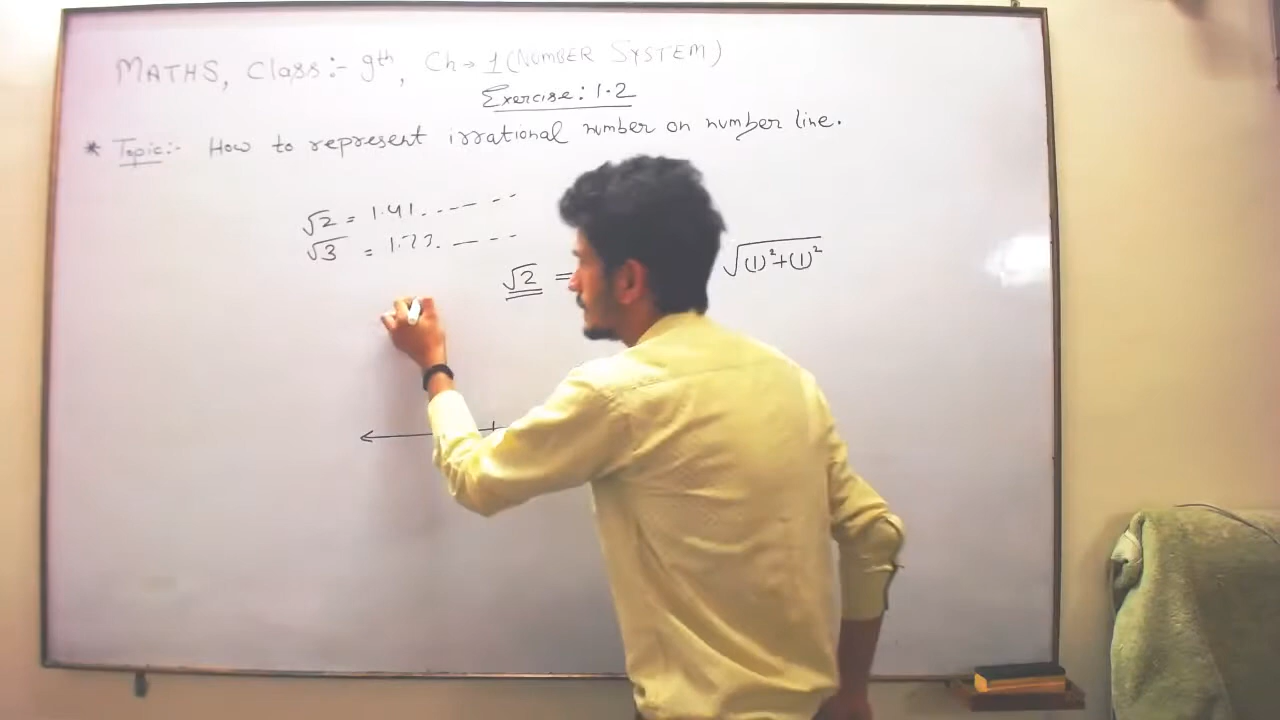 MATHS, Class:- 9th, Ch → 1 (NUMBER SYSTEM)
Exercise: 1.2
* Topic:- How to represent irrational number on number line.
√2 = 1.41. ---- ---
√3 = 1.73. --- --
√2 = √(1)²+(1)²